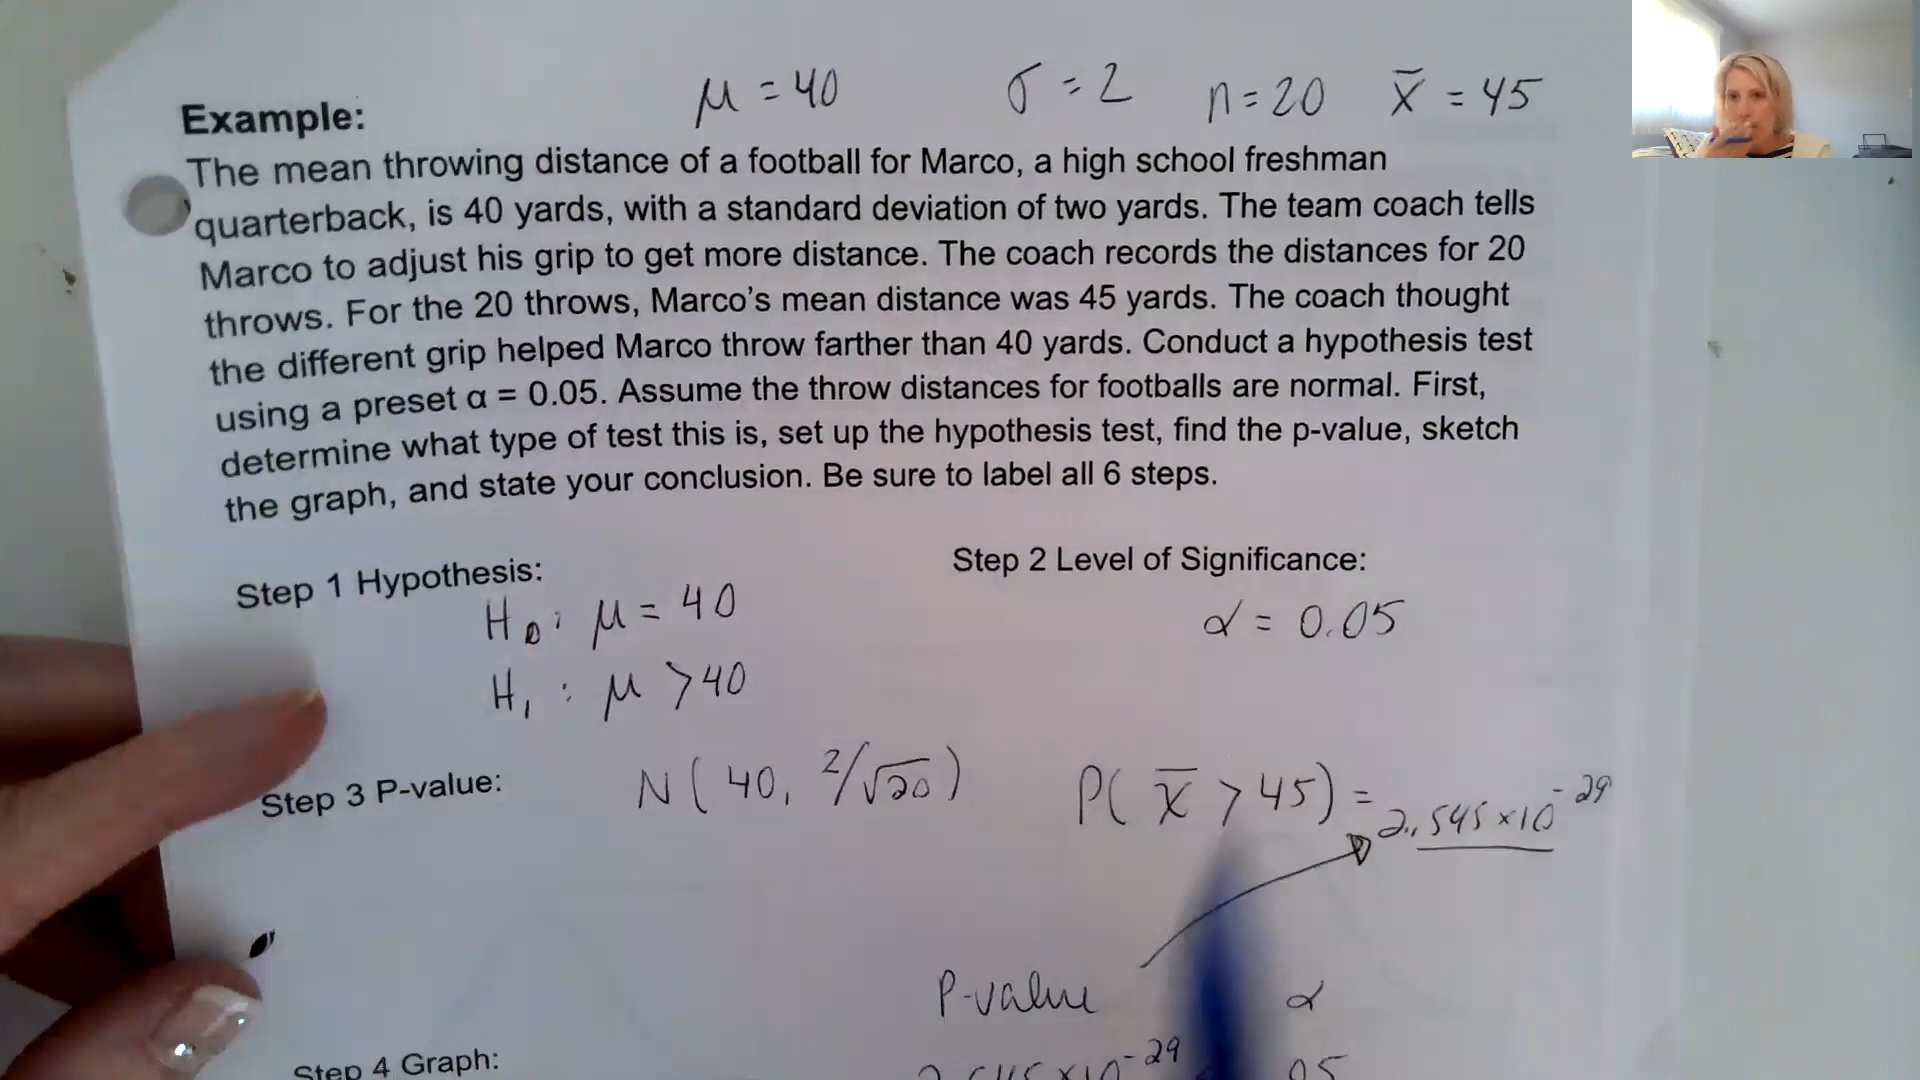 μ = 40 σ = 2 n = 20 x̄ = 45
Example:
The mean throwing distance of a football for Marco, a high school freshman
quarterback, is 40 yards, with a standard deviation of two yards. The team coach tells
Marco to adjust his grip to get more distance. The coach records the distances for 20
throws. For the 20 throws, Marco’s mean distance was 45 yards. The coach thought
the different grip helped Marco throw farther than 40 yards. Conduct a hypothesis test
using a preset α = 0.05. Assume the throw distances for footballs are normal. First,
determine what type of test this is, set up the hypothesis test, find the p-value, sketch
the graph, and state your conclusion. Be sure to label all 6 steps.
Step 1 Hypothesis: Step 2 Level of Significance:
H₀: μ = 40 α = 0.05
H₁: μ > 40
Step 3 P-value: N(40, 2/√20) P(x̄ > 45) = 2.545 × 10⁻²⁹
P-value α
2.545 × 10⁻²⁹ .05
Step 4 Graph: